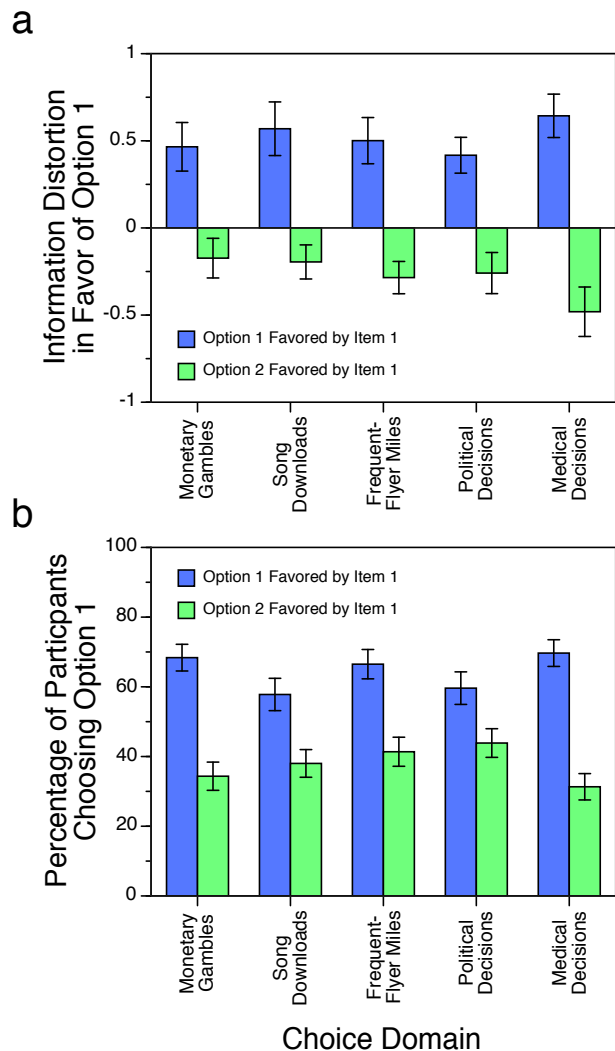 a
Information Distortion
in Favor of Option 1
1
0.5
0
-0.5
-1
Option 1 Favored by Item 1
Option 2 Favored by Item 1
Monetary
Gambles
Song
Downloads
Frequent-
Flyer Miles
Political
Decisions
Medical
Decisions
b
Percentage of Particpants
Choosing Option 1
100
80
60
40
20
0
Option 1 Favored by Item 1
Option 2 Favored by Item 1
Monetary
Gambles
Song
Downloads
Frequent-
Flyer Miles
Political
Decisions
Medical
Decisions
Choice Domain